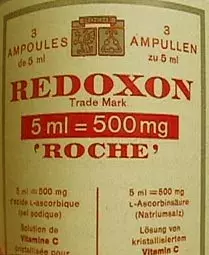 3 3
AMPOULES AMPULLEN
de 5 ml zu 5 ml
REDOXON
Trade Mark
5 ml = 500 mg
'ROCHE'
5 ml = 500 mg 5 ml = 500 mg
d'acide L-ascorbique L-Ascorbinsäure
(sel sodique) (Natriumsalz)
Solution de Lösung von
Vitamine C kristallisiertem
cristallisée pour Vitamin C